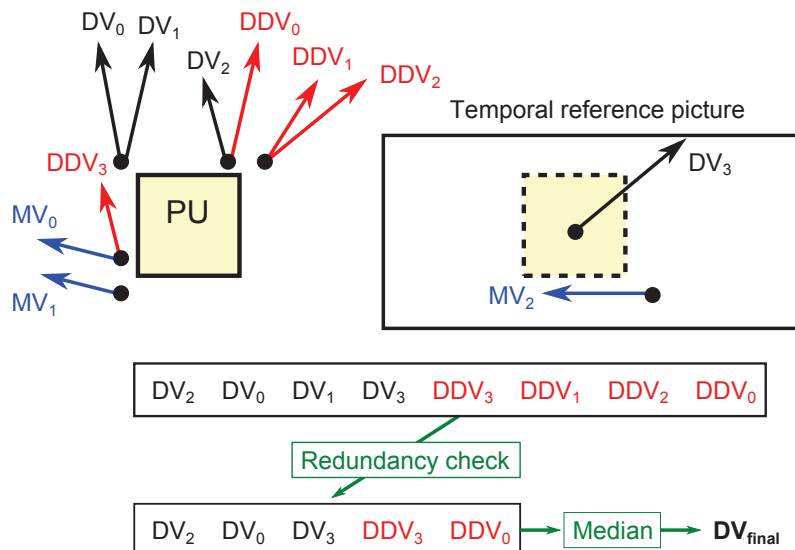 DV₀ DV₁ DDV₀
DV₂ DDV₁
DDV₂
Temporal reference picture
DDV₃ DV₃
PU
MV₀
MV₁ MV₂
DV₂ DV₀ DV₁ DV₃ DDV₃ DDV₁ DDV₂ DDV₀
Redundancy check
DV₂ DV₀ DV₃ DDV₃ DDV₀ Median DV_final